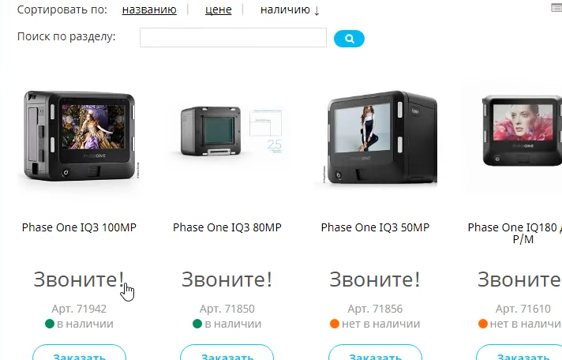 Сортировать по: названию | цене | наличию ↓
Поиск по разделу:
25
Phase One IQ3 100MP
Phase One IQ3 80MP
Phase One IQ3 50MP
Phase One IQ180
Р/М
Звоните!
Звоните!
Звоните!
Звоните
Арт. 71942
Арт. 71850
Арт. 71856
Арт. 71610
в наличии
в наличии
нет в наличии
нет в наличи
Заказать
Заказать
Заказать
Заказать